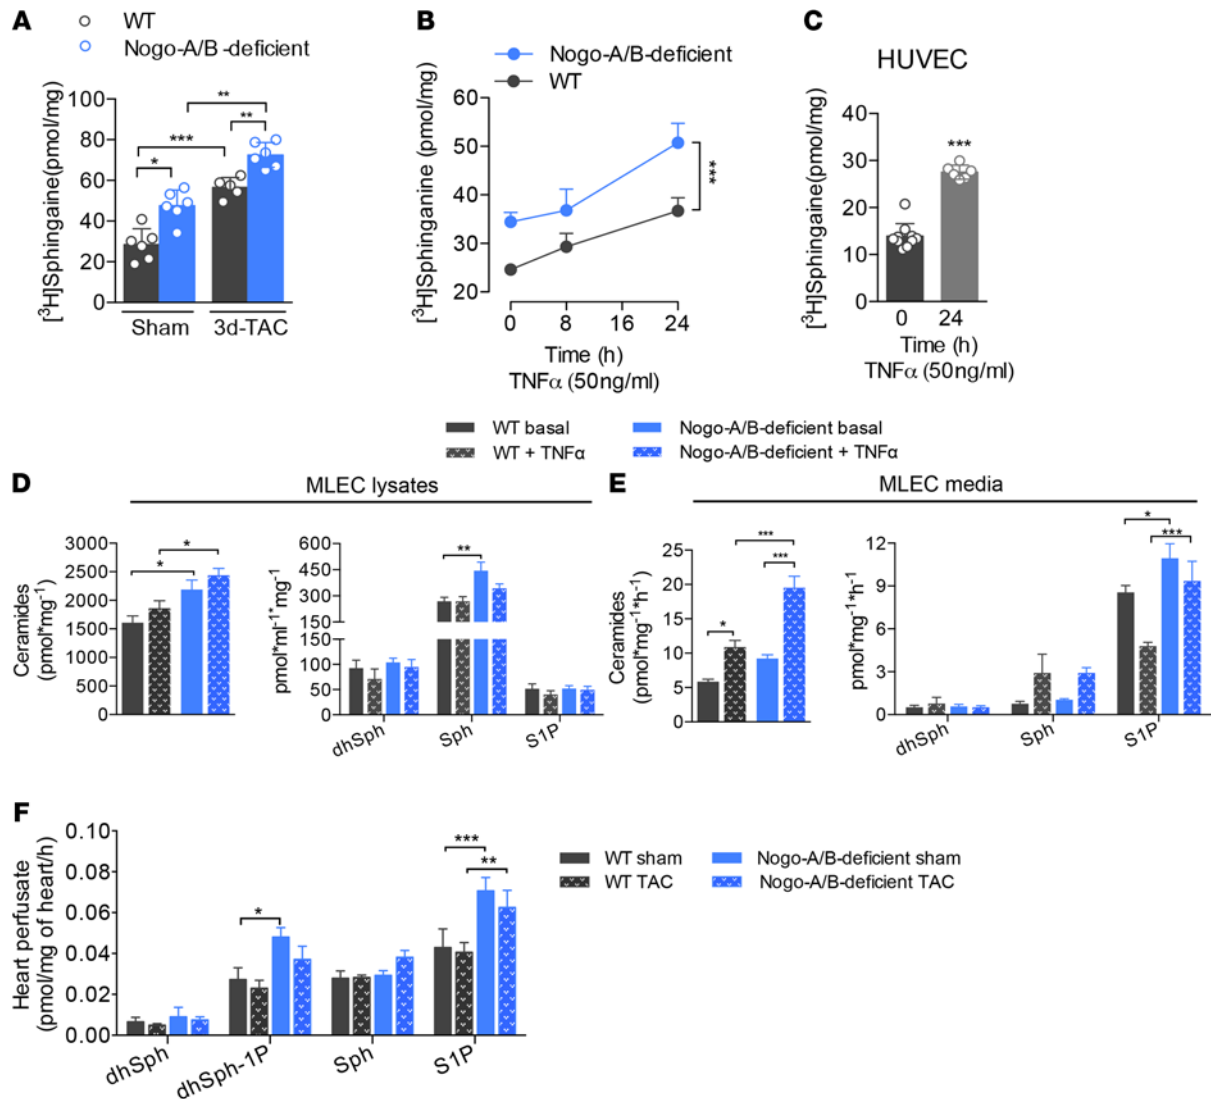 A
WT
Nogo-A/B -deficient
[³H]Sphingaine(pmol/mg)
100
80
60
40
20
0
**
**
***
*
Sham
3d-TAC
B
Nogo-A/B-deficient
WT
[³H]Sphinganine (pmol/mg)
60
50
40
30
20
***
0
8
16
24
Time (h)
TNFα (50ng/ml)
C
HUVEC
[³H]Sphingaine(pmol/mg)
40
30
20
10
0
***
0
24
Time (h)
TNFα (50ng/ml)
WT basal
WT + TNFα
Nogo-A/B-deficient basal
Nogo-A/B-deficient + TNFα
D
MLEC lysates
Ceramides
(pmol*mg⁻¹)
3000
2500
2000
1500
1000
500
0
*
*
pmol*ml⁻¹*mg⁻¹
600
450
300
150
150
100
50
0
**
dhSph
Sph
S1P
E
MLEC media
Ceramides
(pmol*mg⁻¹*h⁻¹)
25
20
15
10
5
0
***
***
*
pmol*mg⁻¹*h⁻¹
12
9
6
3
0
*
***
dhSph
Sph
S1P
F
Heart perfusate
(pmol/mg of heart/h)
0.10
0.08
0.06
0.04
0.02
0.00
*
***
**
dhSph
dhSph-1P
Sph
S1P
WT sham
WT TAC
Nogo-A/B-deficient sham
Nogo-A/B-deficient TAC